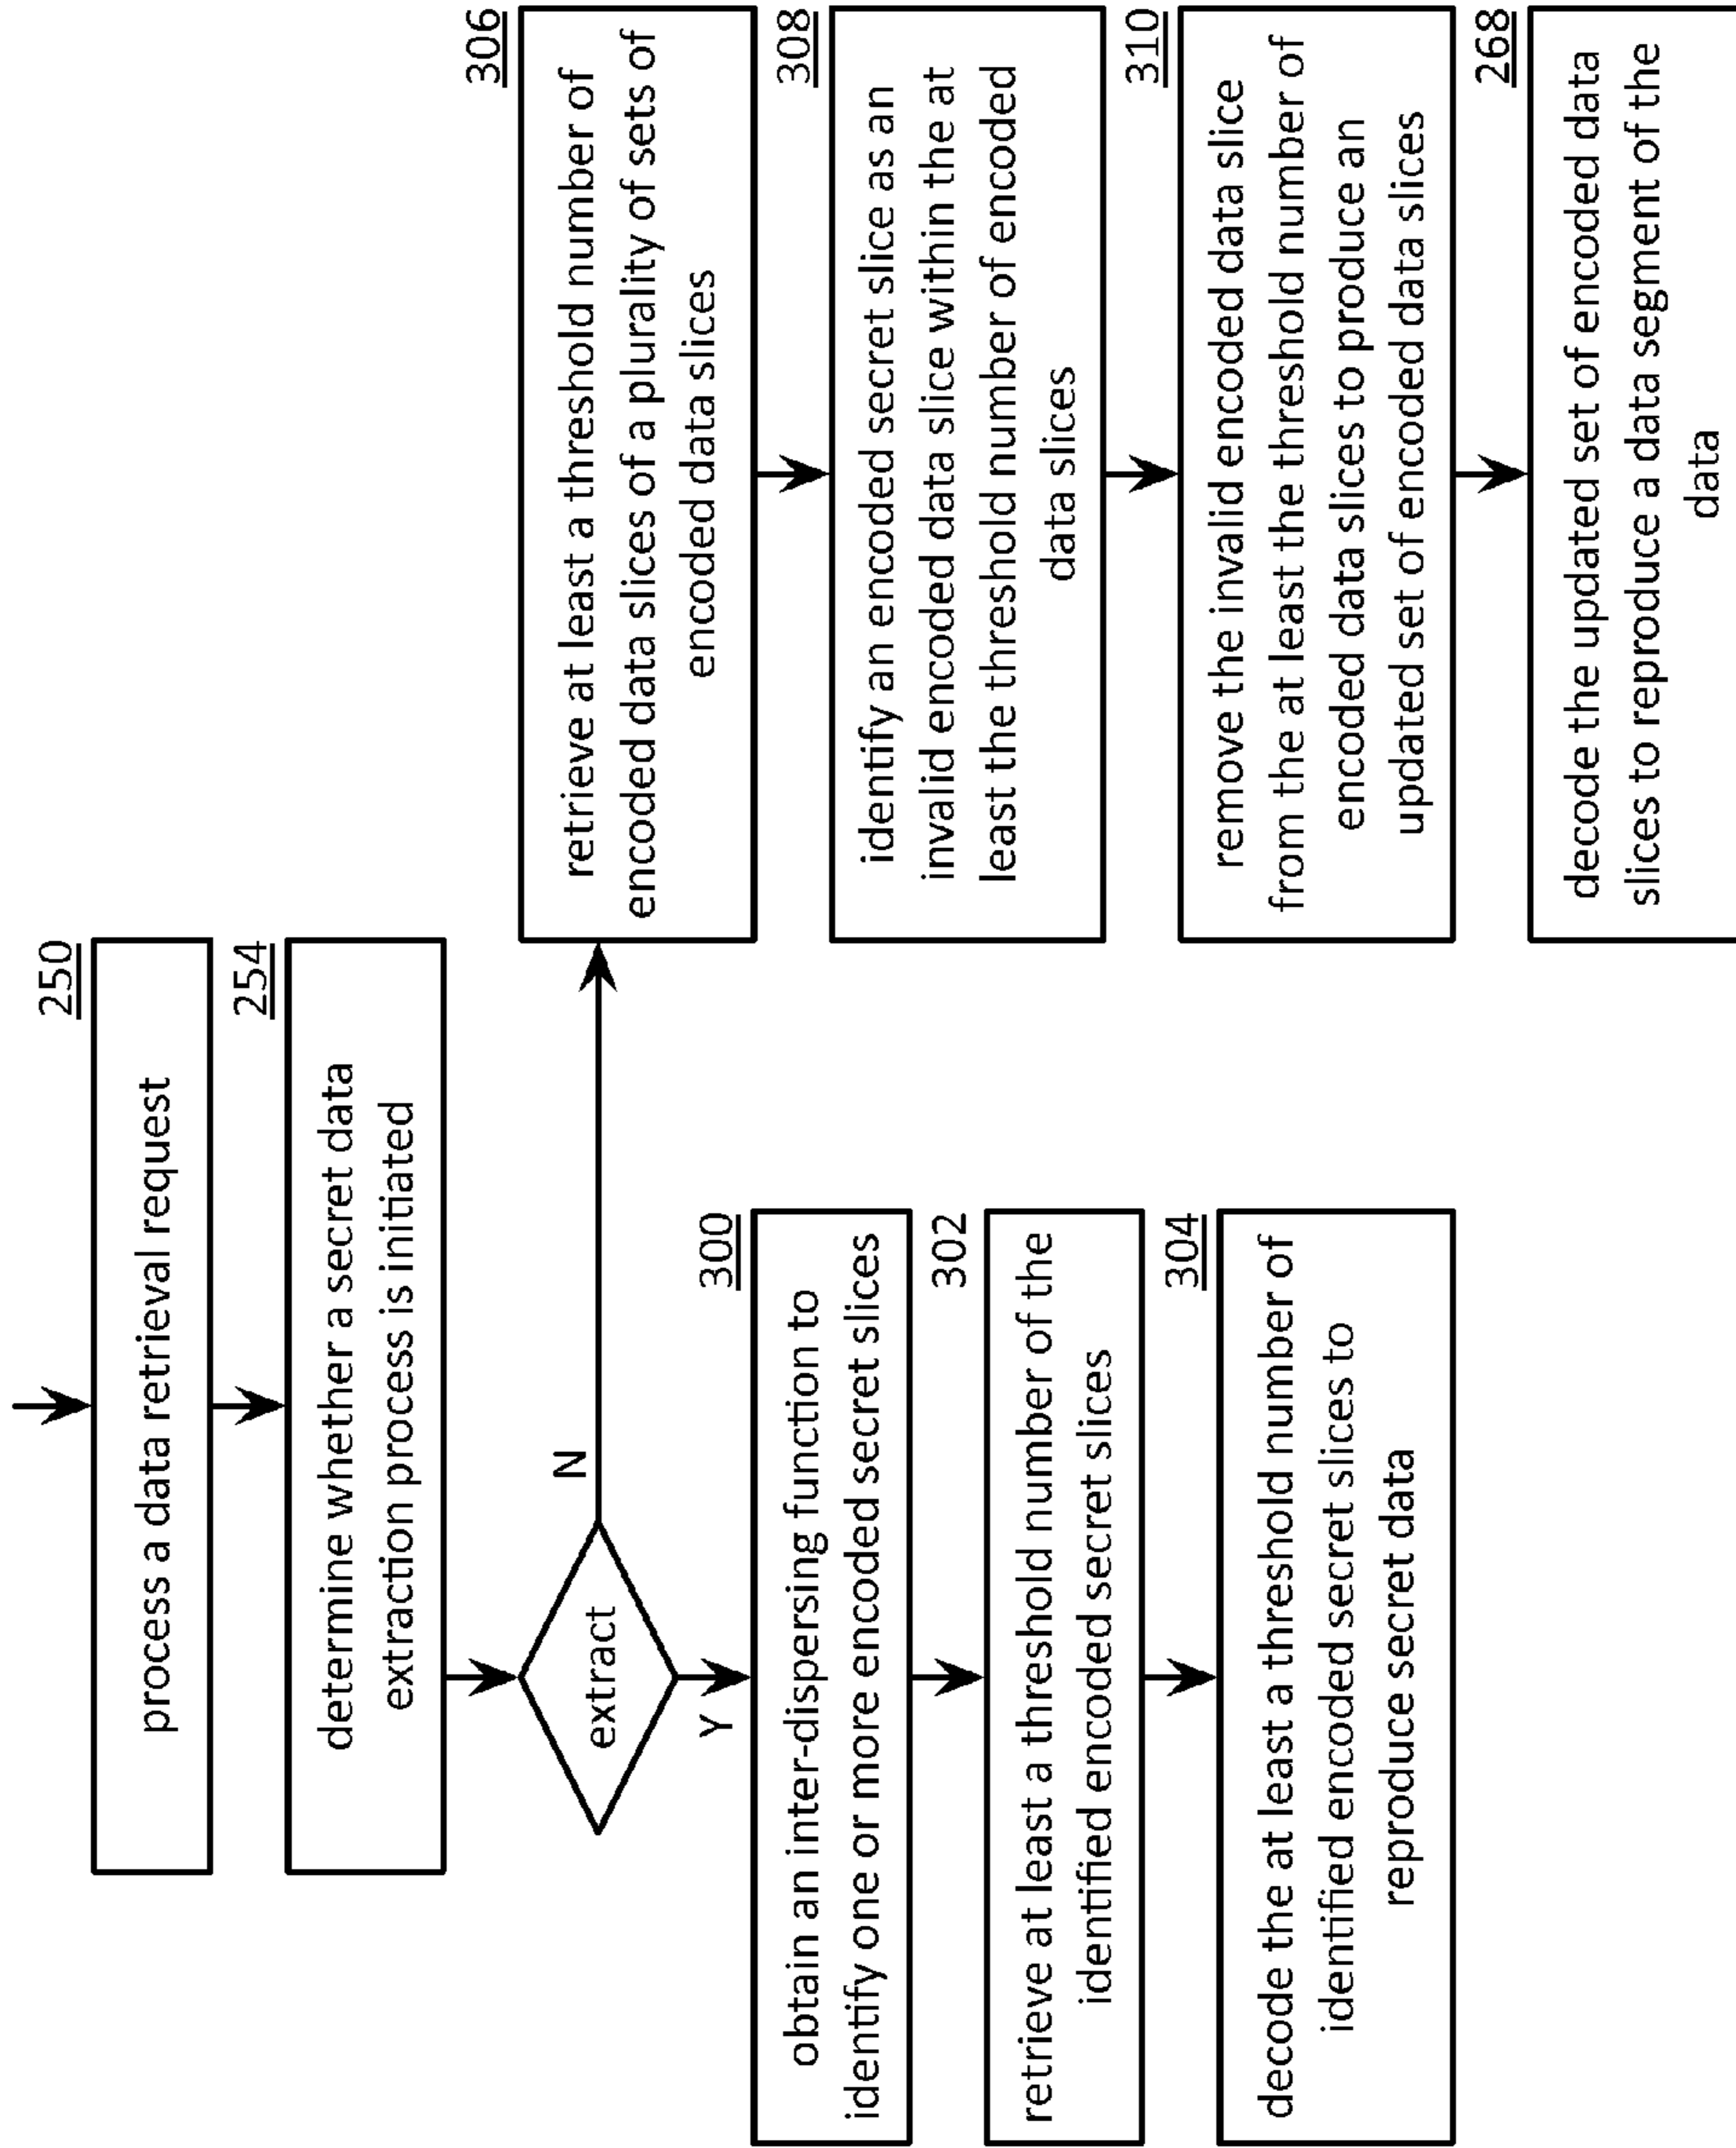 250
process a data retrieval request
254
determine whether a secret data
extraction process is initiated
extract
N
Y
300
obtain an inter-dispersing function to
identify one or more encoded secret slices
302
retrieve at least a threshold number of the
identified encoded secret slices
304
decode the at least a threshold number of
identified encoded secret slices to
reproduce secret data
306
retrieve at least a threshold number of
encoded data slices of a plurality of sets of
encoded data slices
308
identify an encoded secret slice as an
invalid encoded data slice within the at
least the threshold number of encoded
data slices
310
remove the invalid encoded data slice
from the at least the threshold number of
encoded data slices to produce an
updated set of encoded data slices
268
decode the updated set of encoded data
slices to reproduce a data segment of the
data